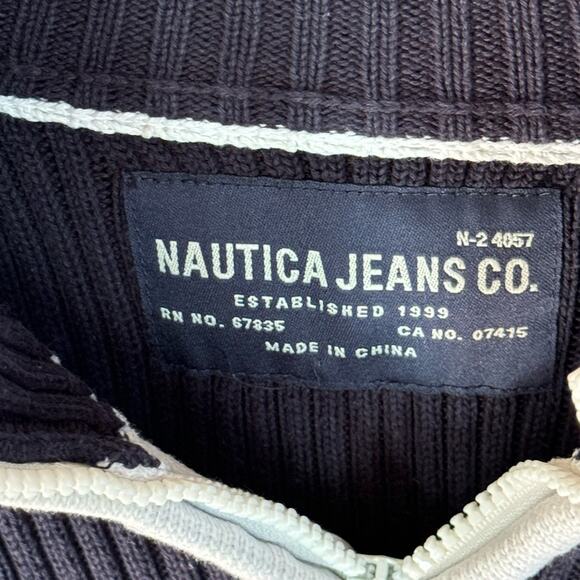 N-2 4057
NAUTICA JEANS CO.
ESTABLISHED 1999
RN NO. 67835 CA NO. 07415
MADE IN CHINA